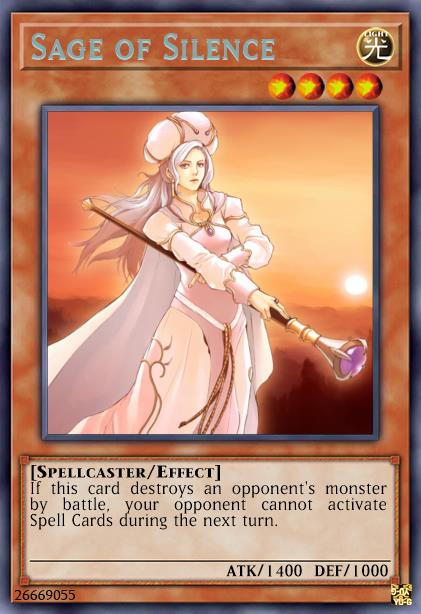 SAGE OF SILENCE
LIGHT
光
[SPELLCASTER/EFFECT]
If this card destroys an opponent's monster
by battle, your opponent cannot activate
Spell Cards during the next turn.
ATK/1400 DEF/1000
26669055